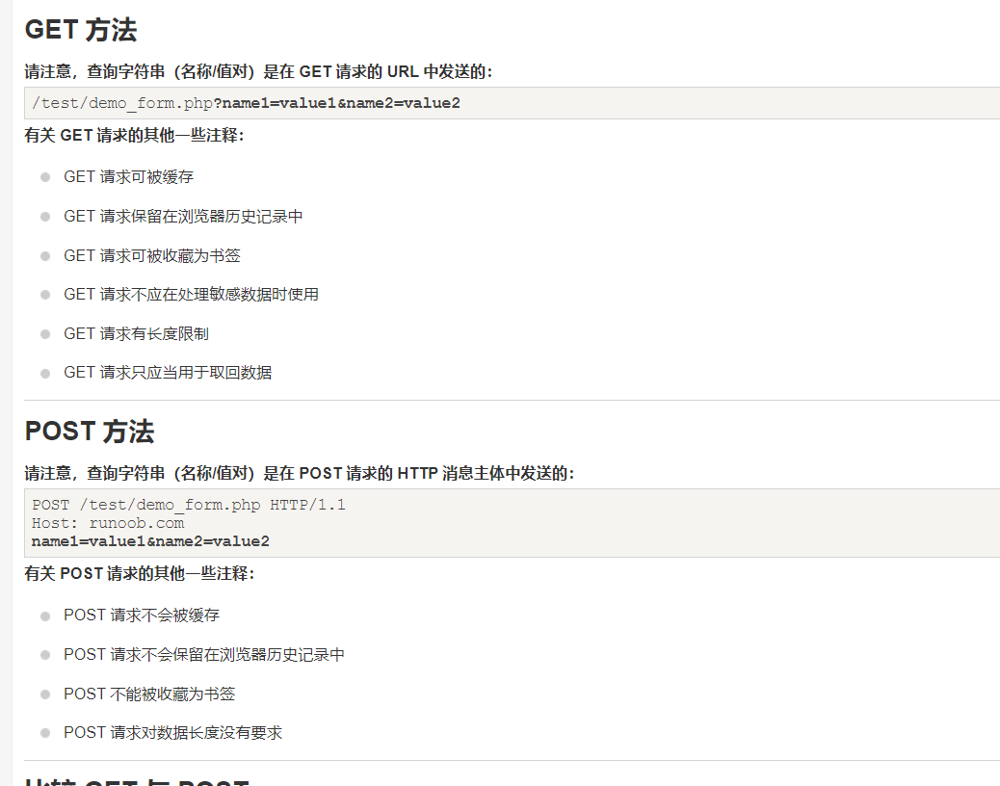 GET 方法
请注意，查询字符串（名称/值对）是在 GET 请求的 URL 中发送的：
/test/demo_form.php?name1=value1&name2=value2
有关 GET 请求的其他一些注释：
GET 请求可被缓存
GET 请求保留在浏览器历史记录中
GET 请求可被收藏为书签
GET 请求不应在处理敏感数据时使用
GET 请求有长度限制
GET 请求只应当用于取回数据
POST 方法
请注意，查询字符串（名称/值对）是在 POST 请求的 HTTP 消息主体中发送的：
POST /test/demo_form.php HTTP/1.1
Host: runoob.com
name1=value1&name2=value2
有关 POST 请求的其他一些注释：
POST 请求不会被缓存
POST 请求不会保留在浏览器历史记录中
POST 不能被收藏为书签
POST 请求对数据长度没有要求
比较 GET 与 POST